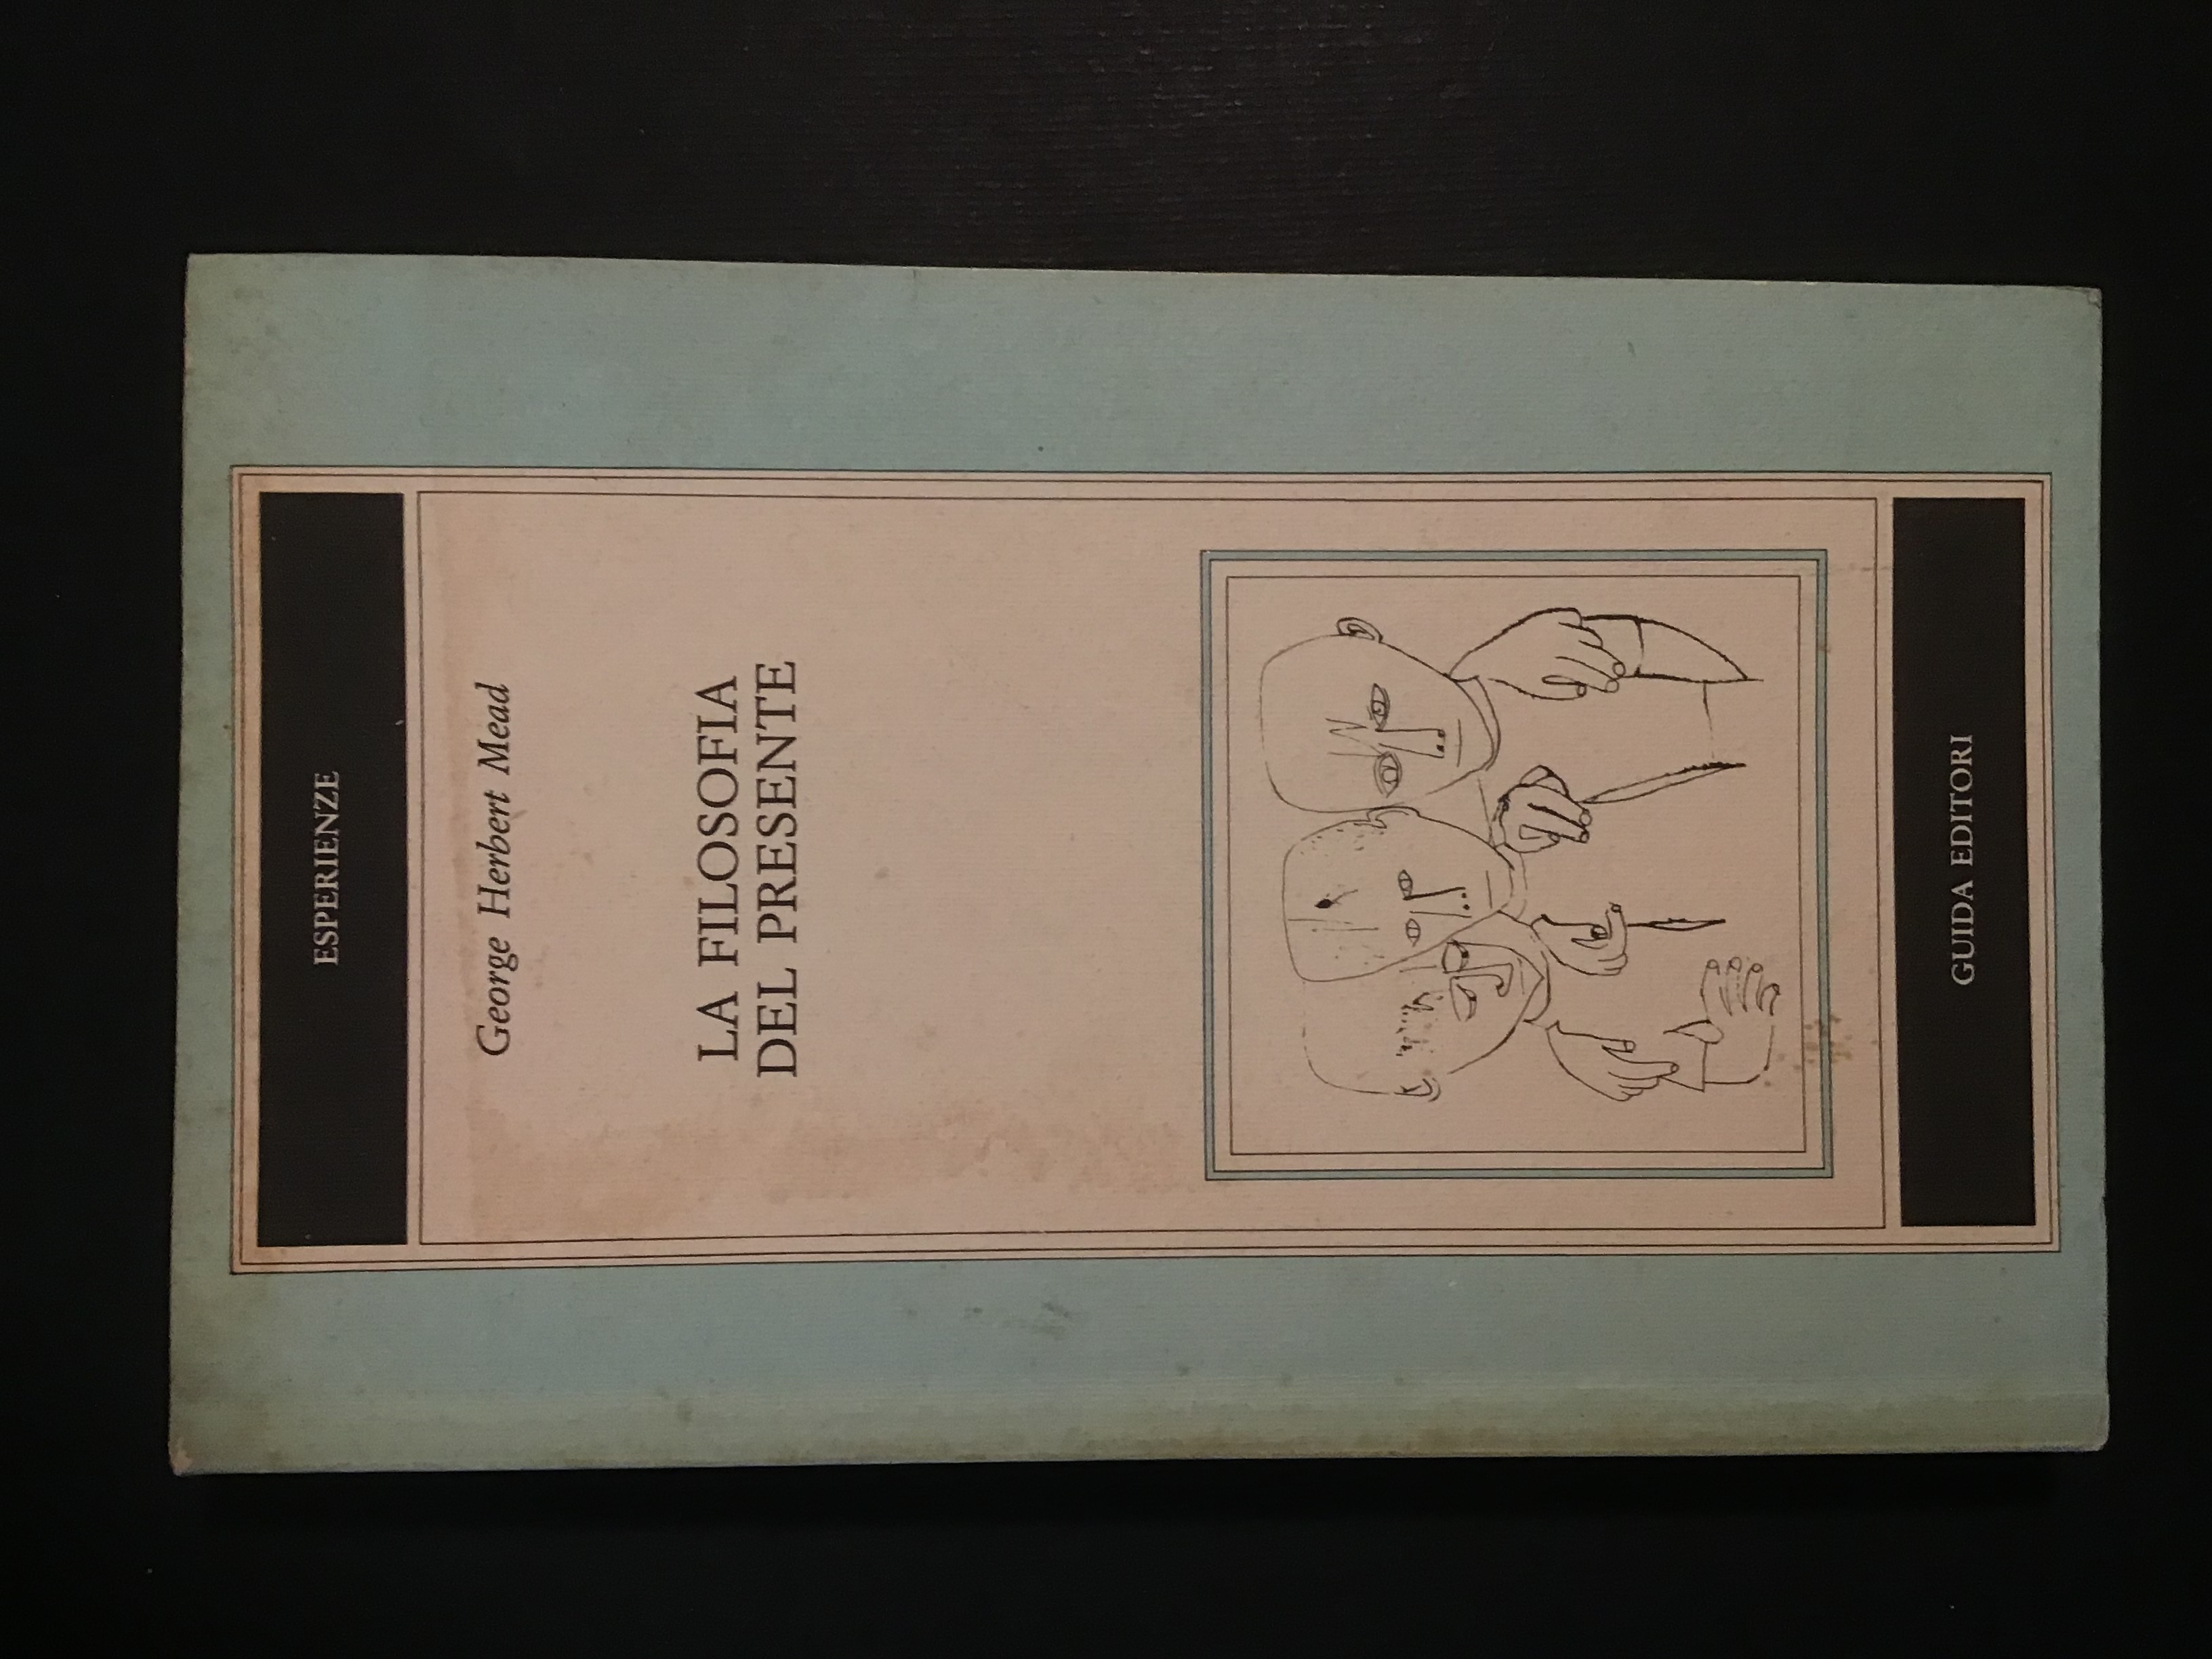 ESPERIENZE
George Herbert Mead
LA FILOSOFIA
DEL PRESENTE
GUIDA EDITORI